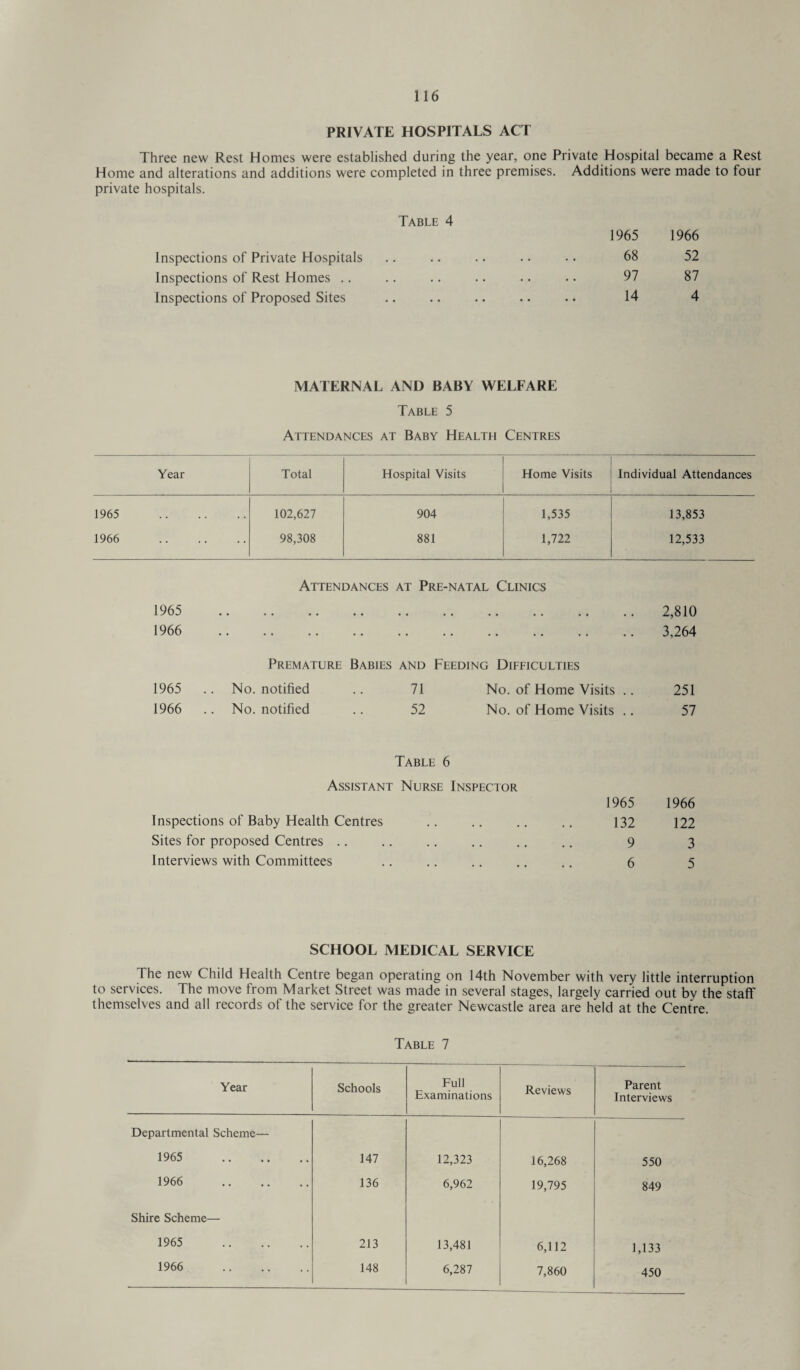 116
PRIVATE HOSPITALS ACT
Three new Rest Homes were established during the year, one Private Hospital became a Rest
Home and alterations and additions were completed in three premises. Additions were made to four
private hospitals.
Table 4
1965 1966
Inspections of Private Hospitals .. .. .. .. .. 68 52
Inspections of Rest Homes .. .. .. .. .. .. 97 87
Inspections of Proposed Sites .. .. .. .. .. 14 4
MATERNAL AND BABY WELFARE
Table 5
Attendances at Baby Health Centres
Year Total Hospital Visits Home Visits Individual Attendances
1965 .. .. .. 102,627 904 1,535 13,853
1966 .. .. .. 98,308 881 1,722 12,533
Attendances at Pre-natal Clinics
1965 .. .. .. .. .. .. .. .. .. .. 2,810
1966 .. .. .. .. .. .. .. .. .. .. 3,264
Premature Babies and Feeding Difficulties
1965 .. No. notified .. 71 No. of Home Visits .. 251
1966 .. No. notified .. 52 No. of Home Visits .. 57
Table 6
Assistant Nurse Inspector
1965 1966
Inspections of Baby Health Centres .. .. .. .. 132 122
Sites for proposed Centres .. .. .. .. .. .. 9 3
Interviews with Committees .. .. .. .. .. 6 5
SCHOOL MEDICAL SERVICE
The new Child Health Centre began operating on 14th November with very little interruption
to services. The move from Market Street was made in several stages, largely carried out by the staff
themselves and all records of the service for the greater Newcastle area are held at the Centre.
Table 7
Year Schools Full Examinations Reviews Parent Interviews
Departmental Scheme—
1965 .. .. .. 147 12,323 16,268 550
1966 .. .. .. 136 6,962 19,795 849
Shire Scheme—
1965 .. .. .. 213 13,481 6,112 1,133
1966 .. .. .. 148 6,287 7,860 450